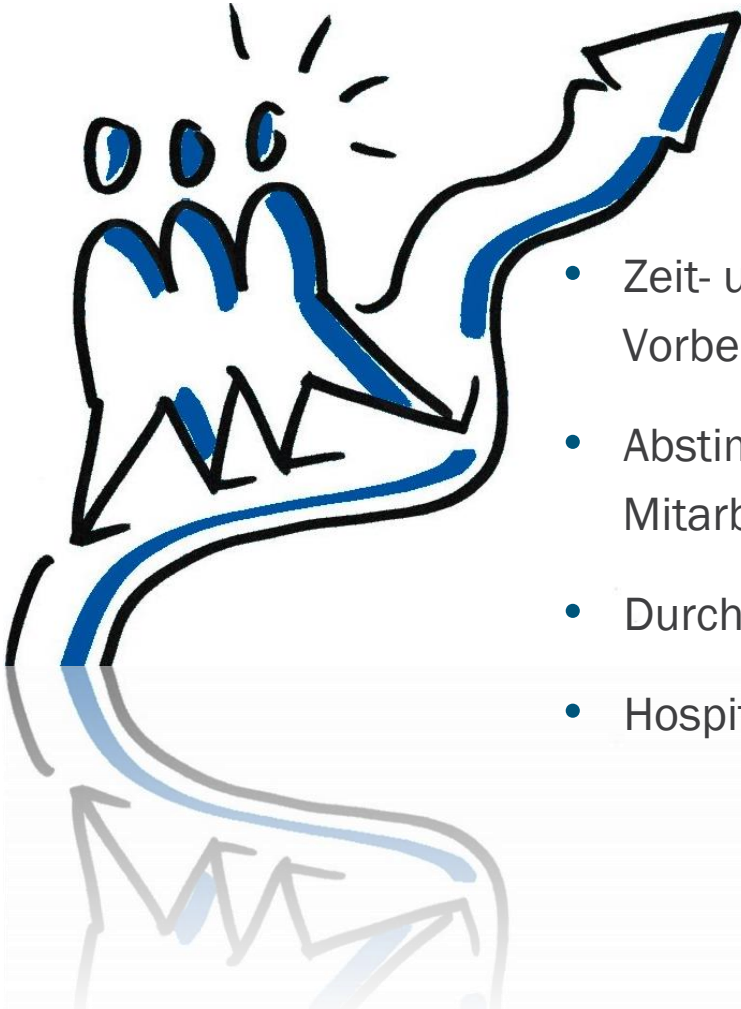 • Zeit- u
Vorbe
• Abstim
Mitarb
• Durch
• Hospit